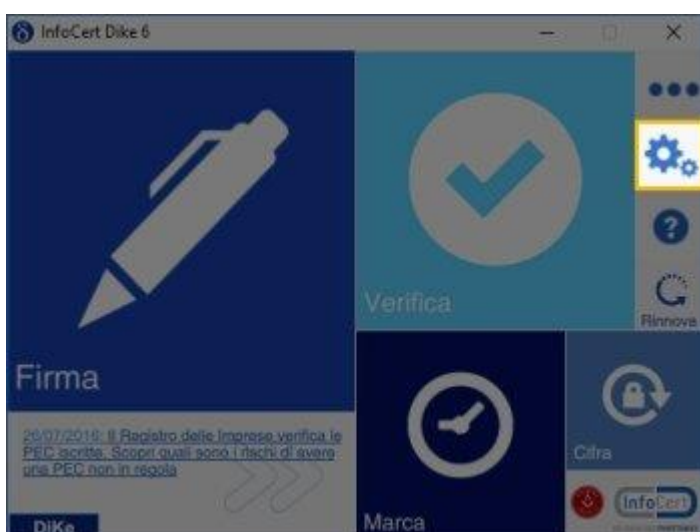 InfoCert Dike 6
Verifica
Rinnova
Firma
26/07/2016: Il Registro delle Imprese verifica le
PEC iscritte. Scopri quali sono i rischi di avere
una PEC non in regola
Cifra
InfoCert
DiKe
Marca